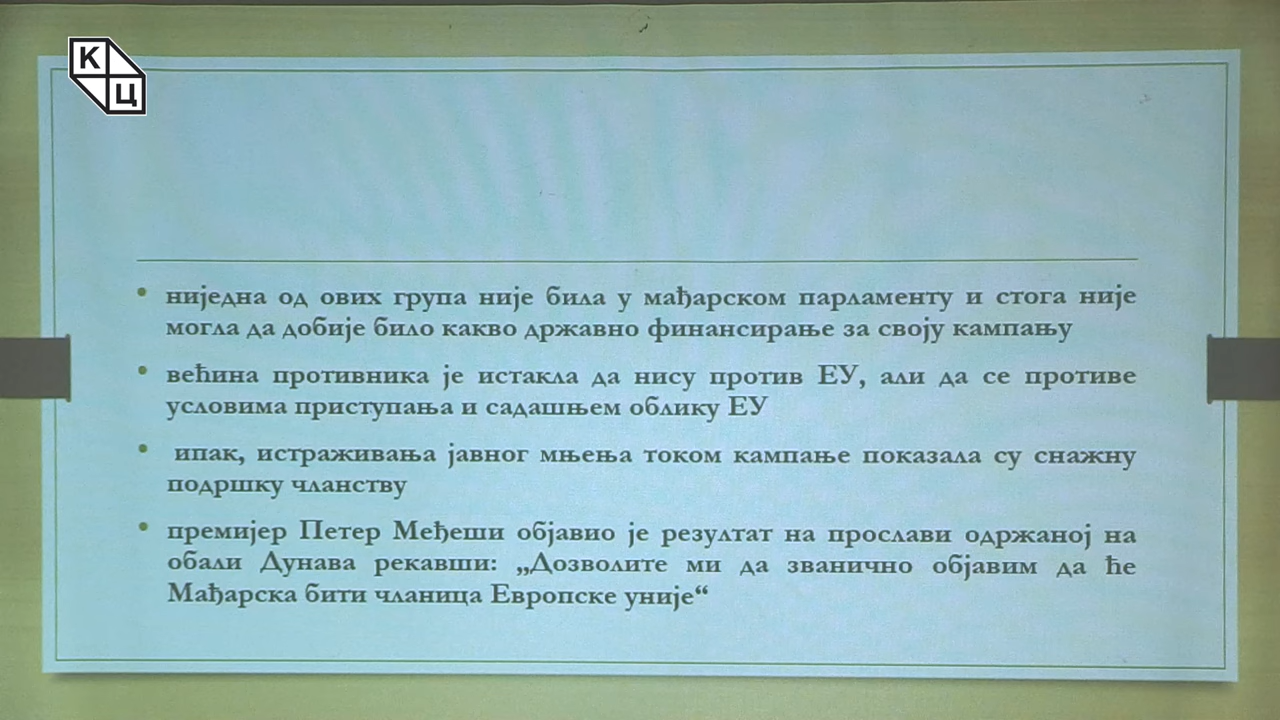 К
Ц
• ниједна од ових група није била у мађарском парламенту и стога није
могла да добије било какво државно финансирање за своју кампању
• већина противника је истакла да нису против ЕУ, али да се противе
условима приступања и садашњем облику ЕУ
• ипак, истраживања јавног мњења током кампање показала су снажну
подршку чланству
• премијер Петер Међеши објавио је резултат на прослави одржаној на
обали Дунава рекавши: „Дозволите ми да званично објавим да ће
Мађарска бити чланица Европске уније“